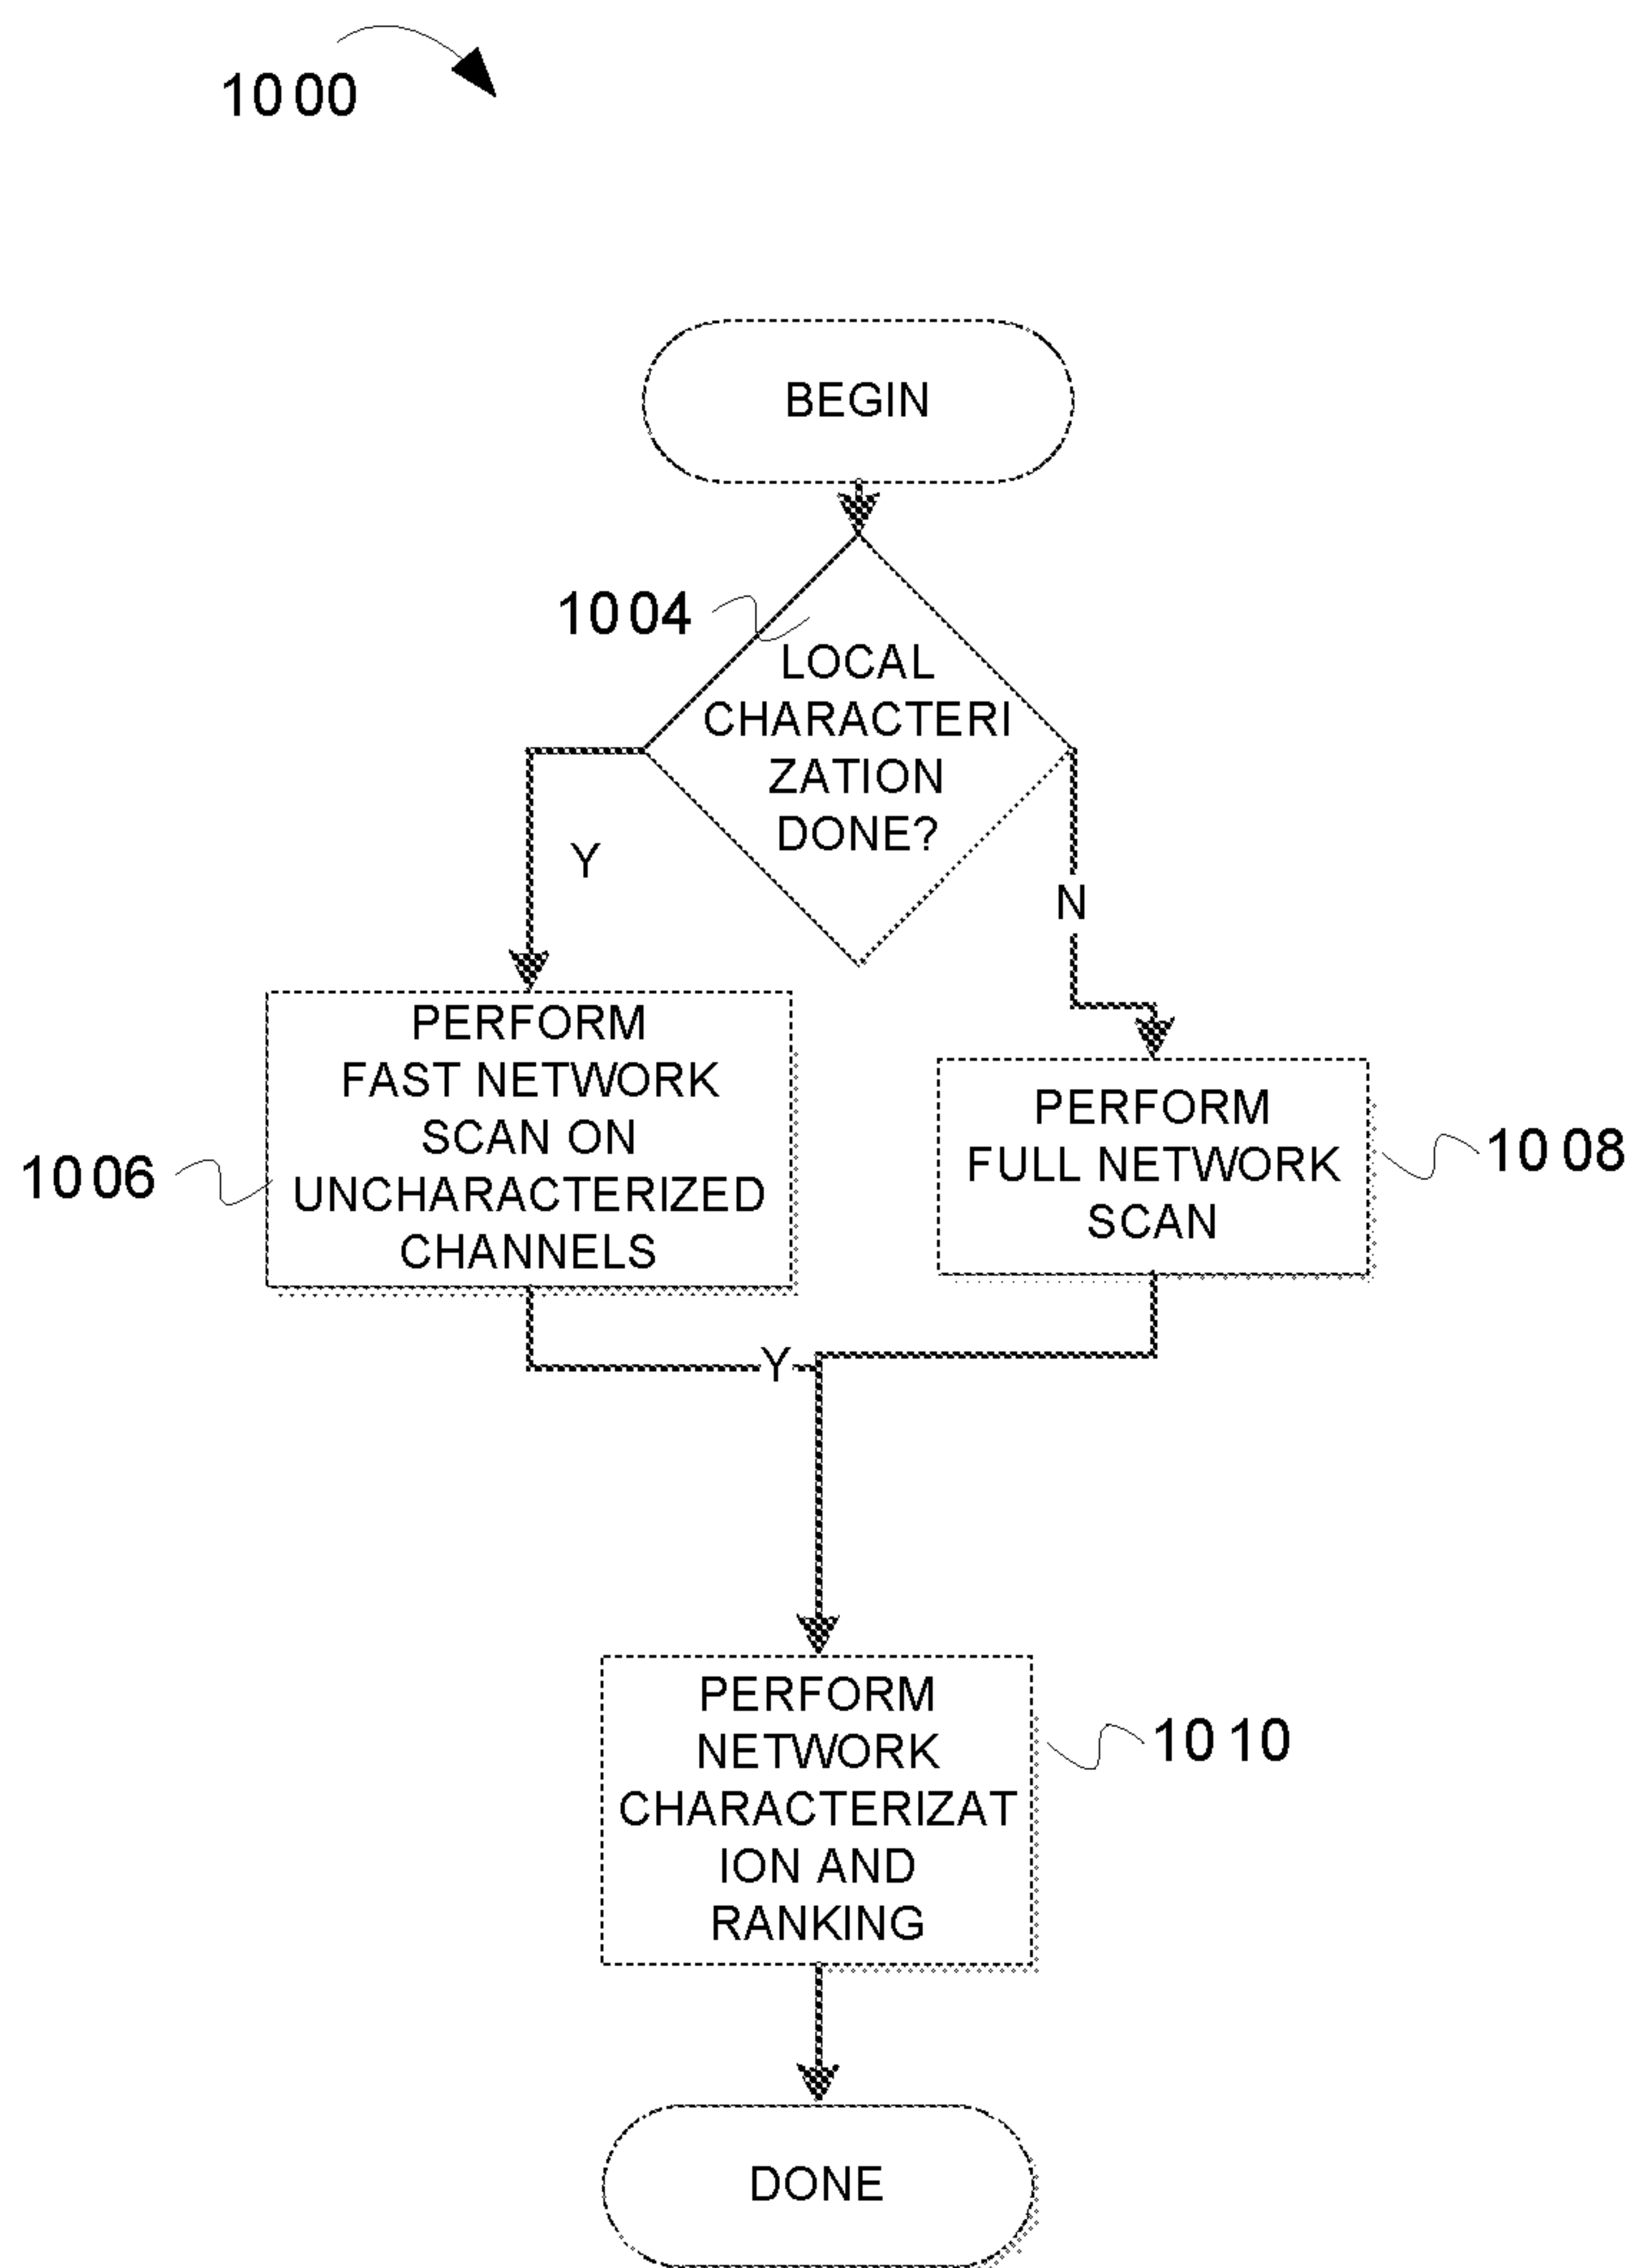 1000
BEGIN
1004
LOCAL
CHARACTERI
ZATION
DONE?
Y
N
PERFORM
FAST NETWORK
SCAN ON
UNCHARACTERIZED
CHANNELS
1006
PERFORM
FULL NETWORK
SCAN
1008
Y
PERFORM
NETWORK
CHARACTERIZAT
ION AND
RANKING
1010
DONE